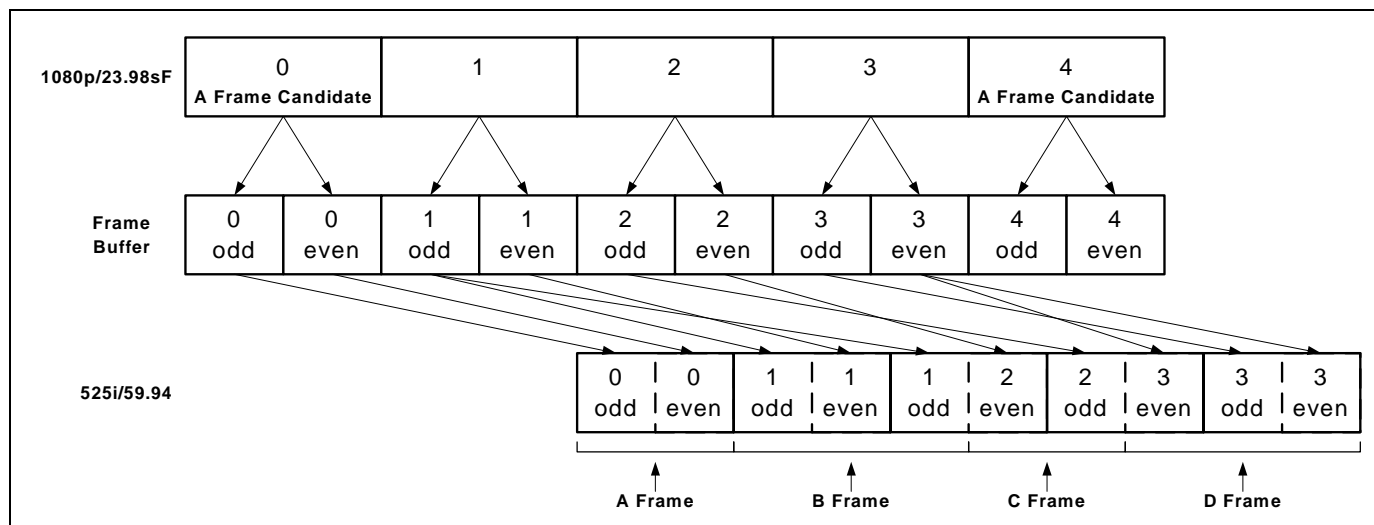 1080p/23.98sF
0
A Frame Candidate
1
2
3
4
A Frame Candidate
Frame
Buffer
0 0 1 1 2 2 3 3 4 4
odd even odd even odd even odd even odd even
525i/59.94
0 0 1 1 1 2 2 3 3 3
odd even odd even odd even odd even odd even
A Frame B Frame C Frame D Frame